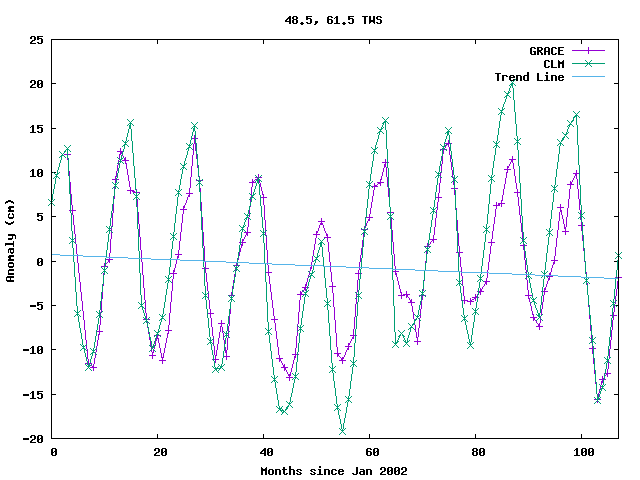 48.5, 61.5 TWS
GRACE
CLM
Trend Line
Anomaly (cm)
25
20
15
10
5
0
-5
-10
-15
-20
0 20 40 60 80 100
Months since Jan 2002